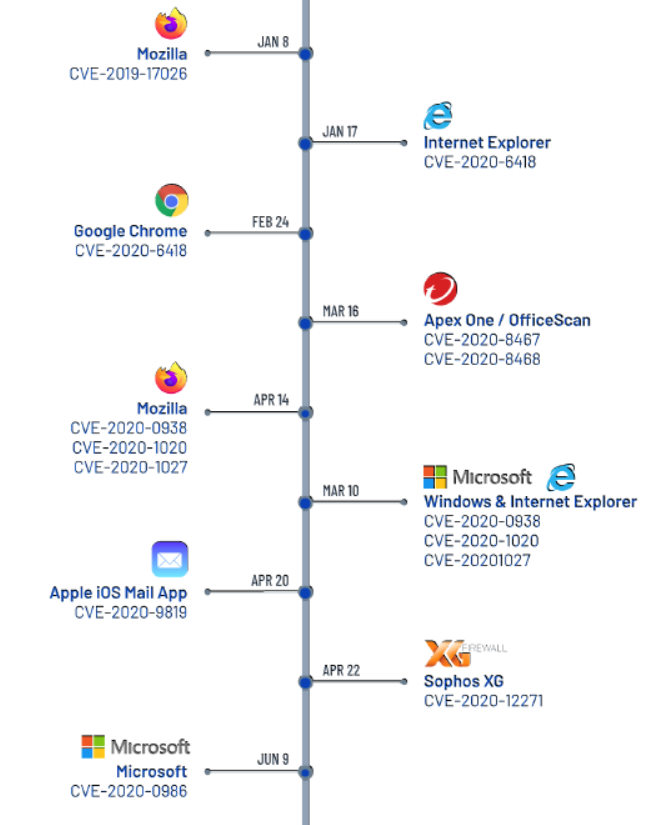 JAN 8
Mozilla
CVE-2019-17026
JAN 17
Internet Explorer
CVE-2020-6418
FEB 24
Google Chrome
CVE-2020-6418
MAR 16
Apex One / OfficeScan
CVE-2020-8467
CVE-2020-8468
APR 14
Mozilla
CVE-2020-0938
CVE-2020-1020
CVE-2020-1027
MAR 10
Microsoft
Windows & Internet Explorer
CVE-2020-0938
CVE-2020-1020
CVE-20201027
APR 20
Apple iOS Mail App
CVE-2020-9819
APR 22
XG FIREWALL
Sophos XG
CVE-2020-12271
JUN 9
Microsoft
Microsoft
CVE-2020-0986